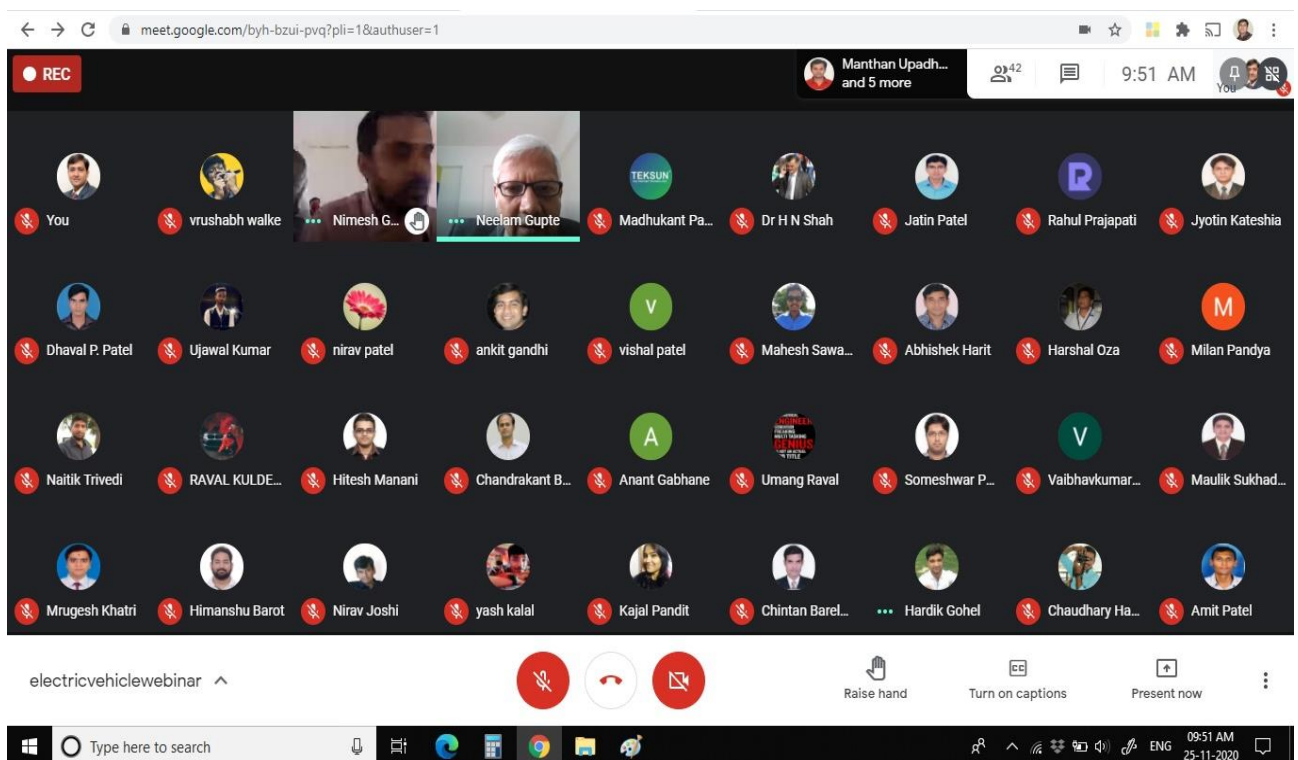 meet.google.com/byh-bzui-pvq?pli=1&authuser=1
REC
Manthan Upadh...
and 5 more
42
9:51 AM
You
You
vrushabh walke
Nimesh G...
Neelam Gupte
TEKSUN
Madhukant Pa...
Dr H N Shah
Jatin Patel
R
Rahul Prajapati
Jyotin Kateshia
Dhaval P. Patel
Ujawal Kumar
nirav patel
ankit gandhi
V
vishal patel
Mahesh Sawa...
Abhishek Harit
Harshal Oza
M
Milan Pandya
Naitik Trivedi
RAVAL KULDE...
Hitesh Manani
Chandrakant B...
A
Anant Gabhane
ENGINEER
GENIUS
Umang Raval
Someshwar P...
V
Vaibhavkumar...
Maulik Sukhad...
Mrugesh Khatri
Himanshu Barot
Nirav Joshi
yash kalal
Kajal Pandit
Chintan Barel...
Hardik Gohel
Chaudhary Ha...
Amit Patel
electricvehiclewebinar
Raise hand
CC
Turn on captions
Present now
Type here to search
ENG
09:51 AM
25-11-2020